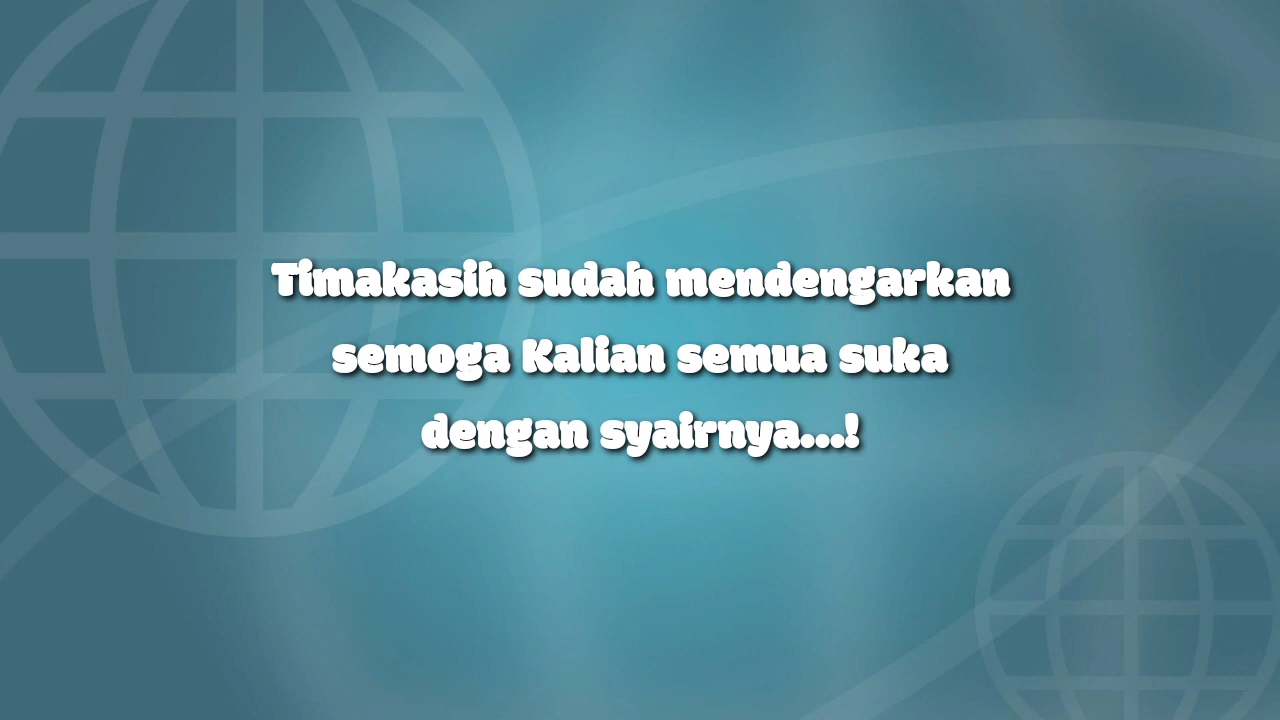 Timakasih sudah mendengarkan
semoga Kalian semua suka
dengan syairnya...!